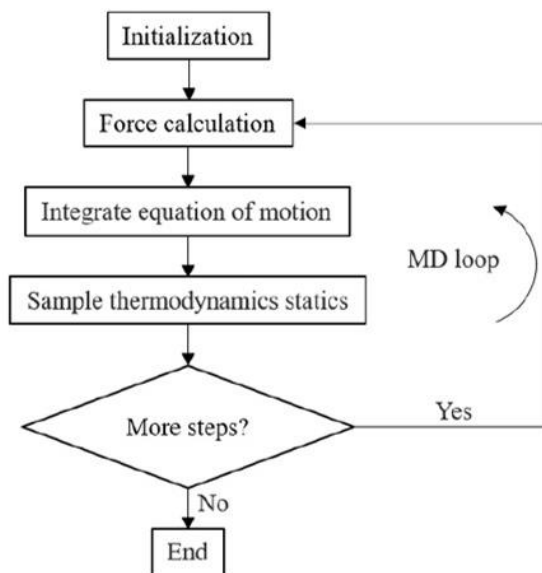 Initialization
Force calculation
Integrate equation of motion
MD loop
Sample thermodynamics statics
More steps?
Yes
No
End